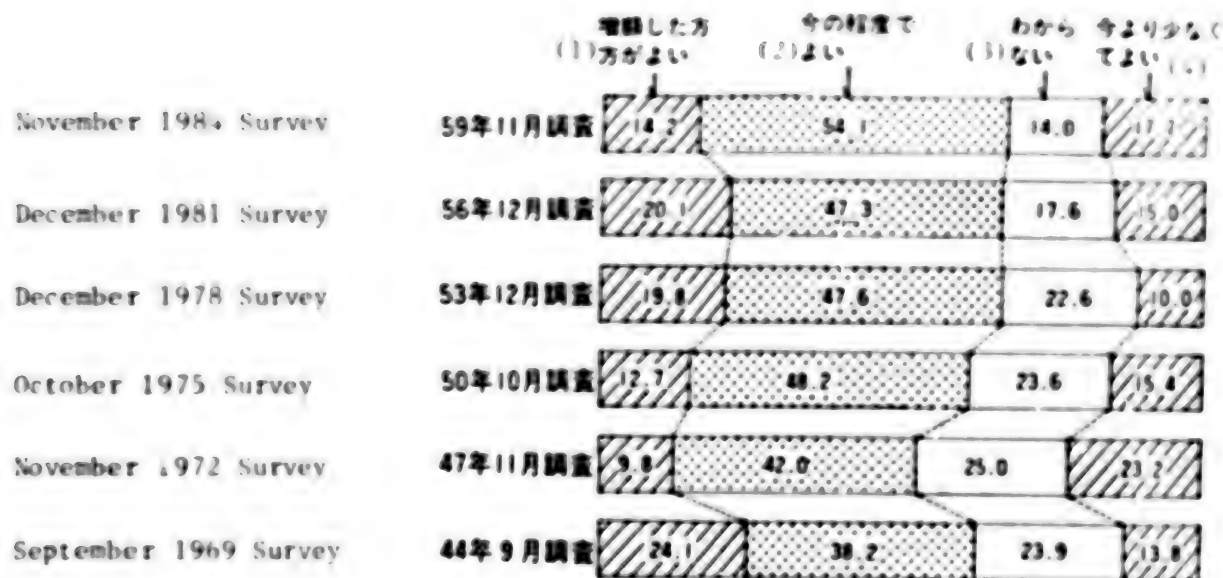 増額した方 今の程度で わから 今より少なく
(1)方がよい (2)よい (3)ない てよい
November 1984 Survey 59年11月調査 14.2 54.1 14.0 17.7
December 1981 Survey 56年12月調査 20.1 47.3 17.6 15.0
December 1978 Survey 53年12月調査 19.8 47.6 22.6 10.0
October 1975 Survey 50年10月調査 12.7 48.2 23.6 15.4
November 1972 Survey 47年11月調査 9.8 42.0 25.0 23.2
September 1969 Survey 44年9月調査 24.1 38.2 23.9 13.8